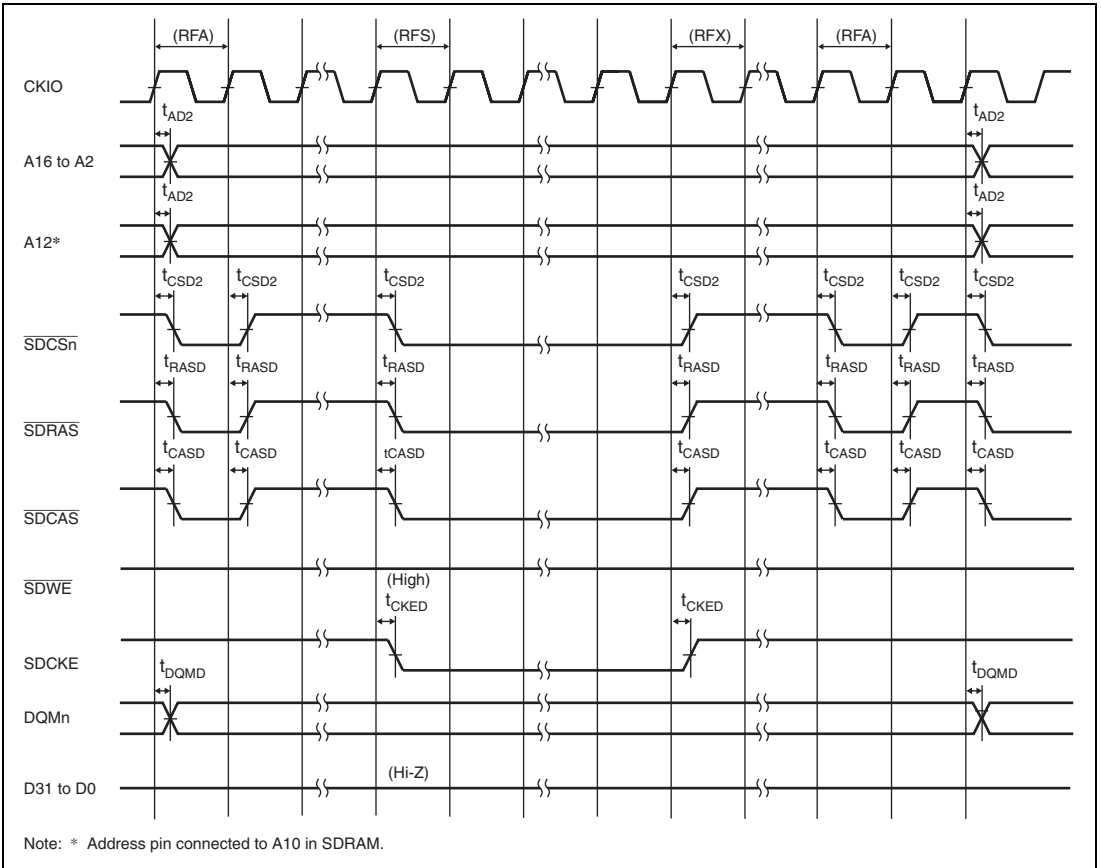 (RFA) (RFS) (RFX) (RFA)
CKIO
tAD2 tAD2
A16 to A2
tAD2 tAD2
A12*
tCSD2 tCSD2 tCSD2 tCSD2 tCSD2 tCSD2 tCSD2
SDCSn
tRASD tRASD tRASD tRASD tRASD tRASD tRASD
SDRAS
tCASD tCASD tCASD tCASD tCASD tCASD tCASD
SDCAS
SDWE
(High)
tCKED tCKED
SDCKE
tDQMD tDQMD
DQMn
(Hi-Z)
D31 to D0
Note: * Address pin connected to A10 in SDRAM.